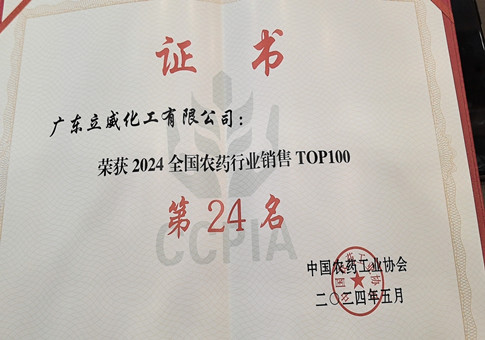 证书
广东立威化工有限公司：
荣获2024全国农药行业销售TOP100
第24名
CCPIA
中国农药工业协会
二〇二四年五月